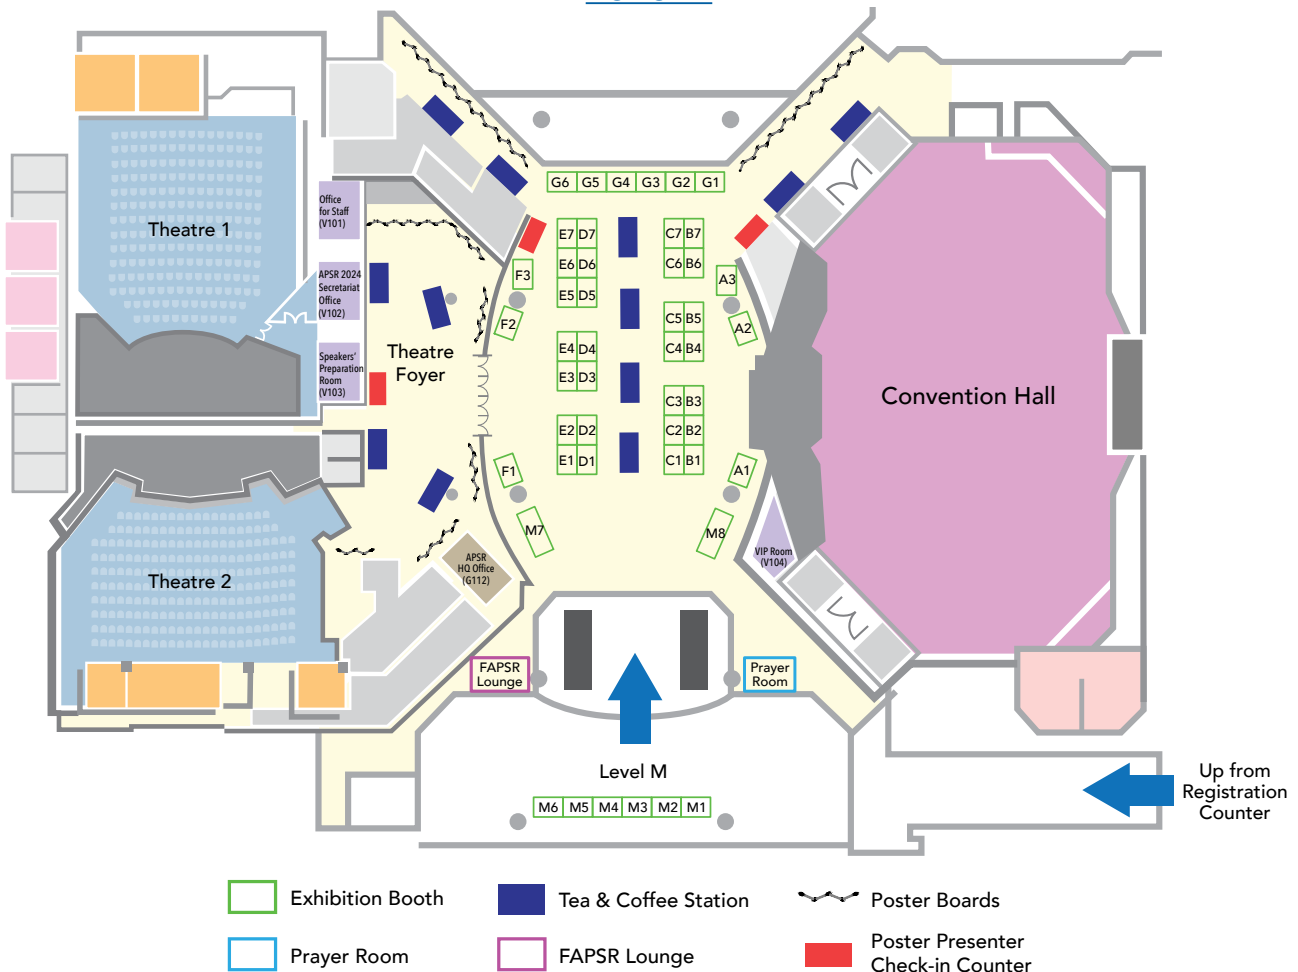 G6 G5 G4 G3 G2 G1
Theatre 1
Office
for Staff
(V101)
APSR 2024
Secretariat
Office
(V102)
Speakers'
Preparation
Room
(V103)
Theatre
Foyer
F3
F2
E7 D7
E6 D6
E5 D5
E4 D4
E3 D3
E2 D2
E1 D1
C7 B7
C6 B6
C5 B5
C4 B4
C3 B3
C2 B2
C1 B1
A3
A2
Convention Hall
F1
A1
M7
M8
VIP Room
(V104)
APSR
HQ Office
(G112)
Theatre 2
FAPSR
Lounge
Prayer
Room
Level M
M6 M5 M4 M3 M2 M1
Up from
Registration
Counter
Exhibition Booth
Tea & Coffee Station
Poster Boards
Prayer Room
FAPSR Lounge
Poster Presenter
Check-in Counter